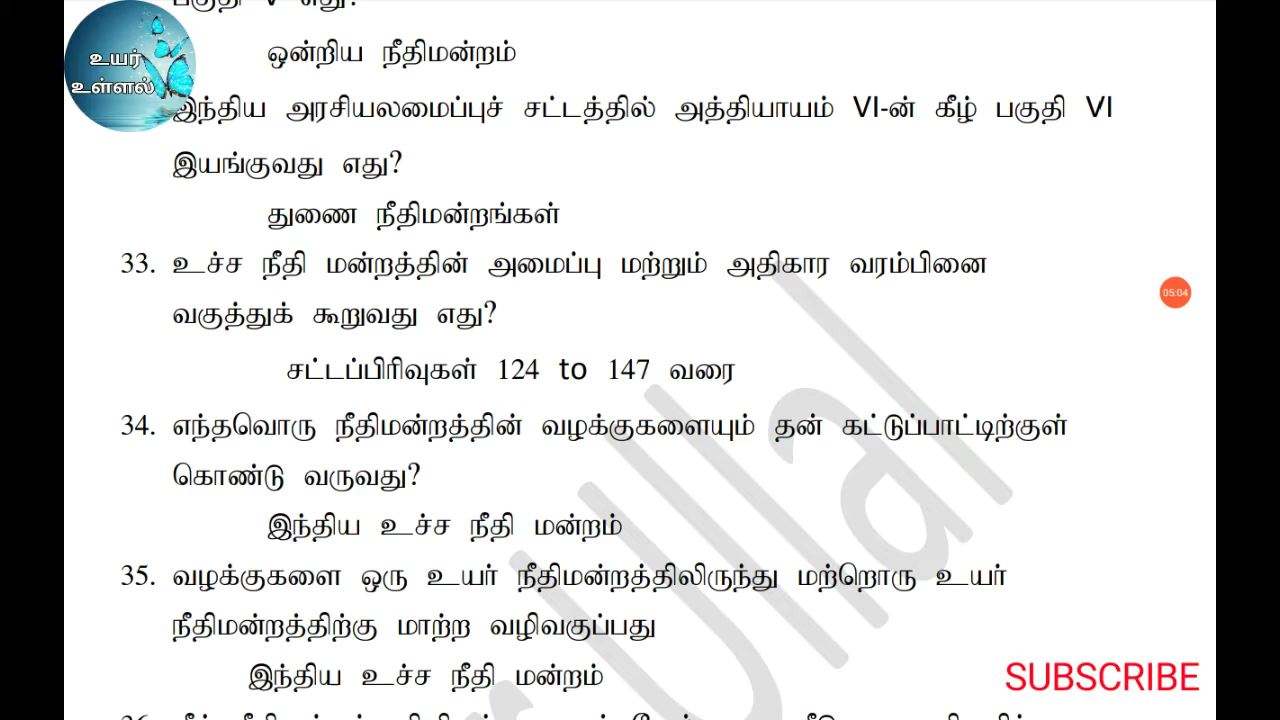 பகுதி V எது?
உயர்
உள்ளல்
ஒன்றிய நீதிமன்றம்
இந்திய அரசியலமைப்புச் சட்டத்தில் அத்தியாயம் VI-ன் கீழ் பகுதி VI
இயங்குவது எது?
துணை நீதிமன்றங்கள்
33. உச்ச நீதி மன்றத்தின் அமைப்பு மற்றும் அதிகார வரம்பினை
வகுத்துக் கூறுவது எது?
05:04
சட்டப்பிரிவுகள் 124 to 147 வரை
34. எந்தவொரு நீதிமன்றத்தின் வழக்குகளையும் தன் கட்டுப்பாட்டிற்குள்
கொண்டு வருவது?
இந்திய உச்ச நீதி மன்றம்
35. வழக்குகளை ஒரு உயர் நீதிமன்றத்திலிருந்து மற்றொரு உயர்
நீதிமன்றத்திற்கு மாற்ற வழிவகுப்பது
இந்திய உச்ச நீதி மன்றம்
SUBSCRIBE
Ullal